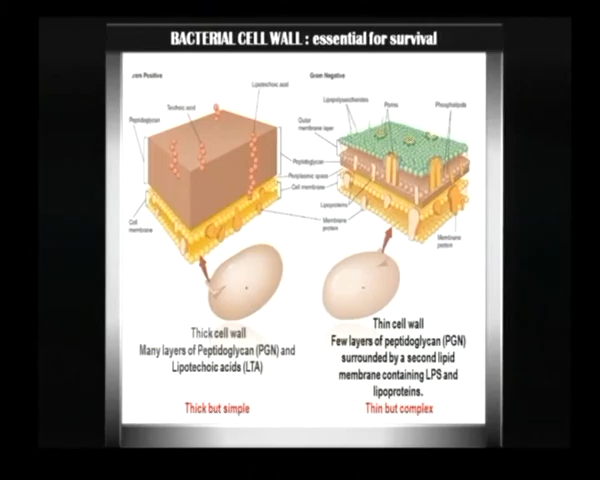 BACTERIAL CELL WALL : essential for survival
ram Positive
Gram Negative
Lipoteichoic acid
Teichoic acid
Peptidoglycan
Lipopolysaccharides
Porins
Phospholipids
Outer
membrane layer
Peptidoglycan
Periplasmic space
Cell membrane
Lipoproteins
Cell
membrane
Membrane
protein
Membrane
protein
Thick cell wall
Many layers of Peptidoglycan (PGN) and
Lipotechoic acids (LTA)
Thick but simple
Thin cell wall
Few layers of peptidoglycan (PGN)
surrounded by a second lipid
membrane containing LPS and
lipoproteins.
Thin but complex